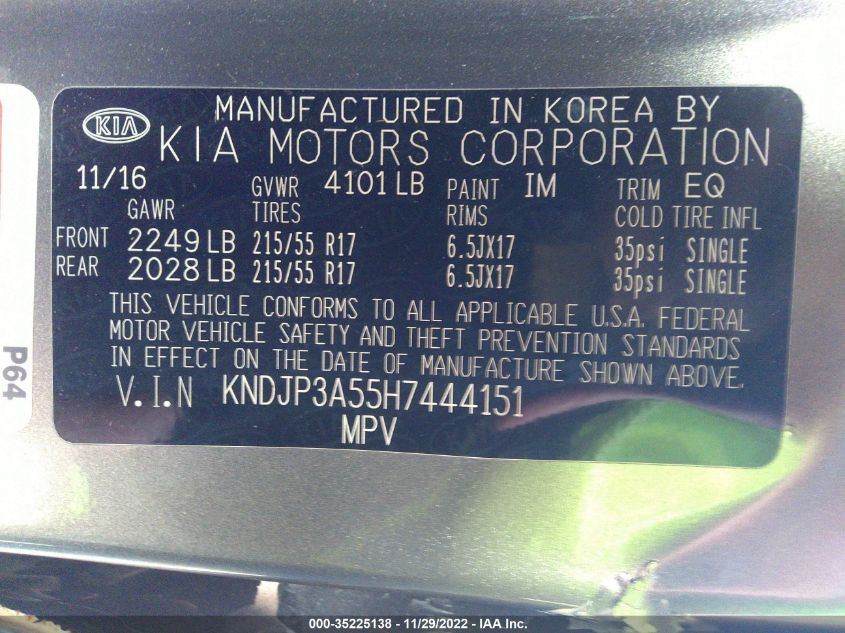 MANUFACTURED IN KOREA BY
KIA KIA MOTORS CORPORATION
11/16 GVWR 4101 LB PAINT IM TRIM EQ
GAWR TIRES RIMS COLD TIRE INFL
FRONT 2249 LB 215/55 R17 6.5JX17 35psi SINGLE
REAR 2028 LB 215/55 R17 6.5JX17 35psi SINGLE
THIS VEHICLE CONFORMS TO ALL APPLICABLE U.S.A. FEDERAL
MOTOR VEHICLE SAFETY AND THEFT PREVENTION STANDARDS
IN EFFECT ON THE DATE OF MANUFACTURE SHOWN ABOVE.
V.I.N KNDJP3A55H7444151
MPV
P64
000-35225138 - 11/29/2022 - IAA Inc.